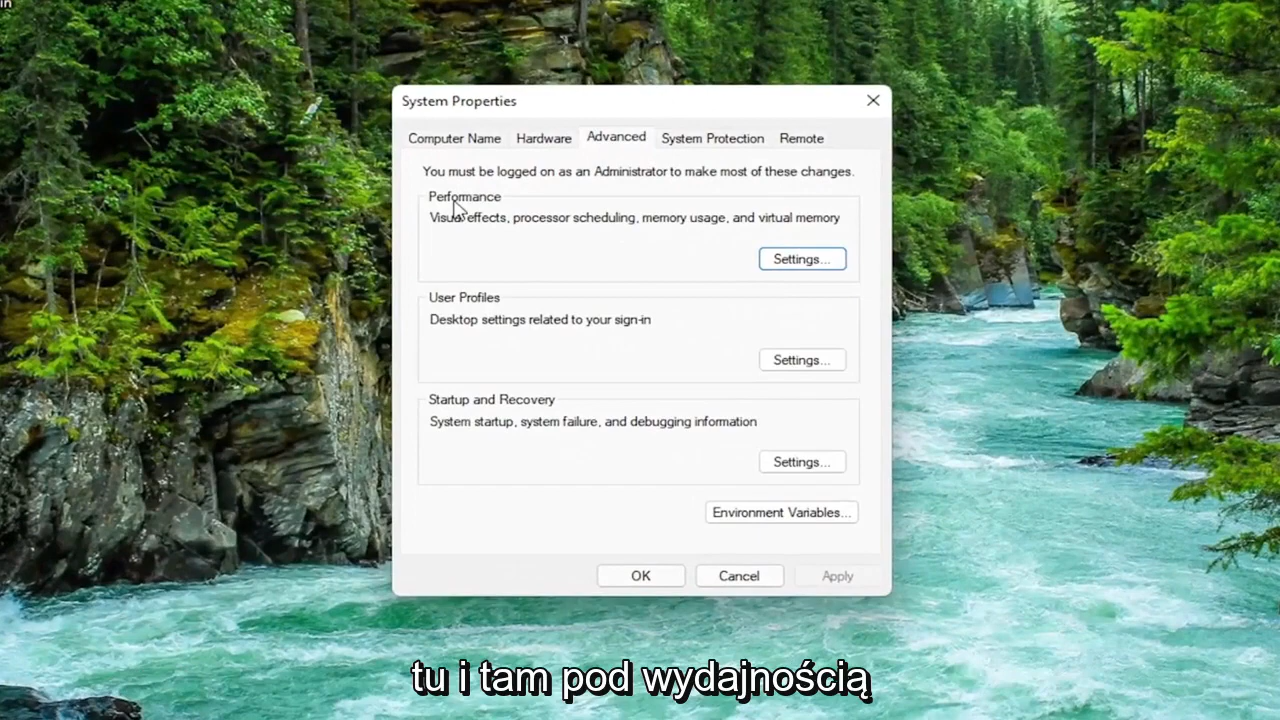 in
System Properties
Computer Name Hardware Advanced System Protection Remote
You must be logged on as an Administrator to make most of these changes.
Performance
Visual effects, processor scheduling, memory usage, and virtual memory
Settings...
User Profiles
Desktop settings related to your sign-in
Settings...
Startup and Recovery
System startup, system failure, and debugging information
Settings...
Environment Variables...
OK Cancel Apply
tu i tam pod wydajnością